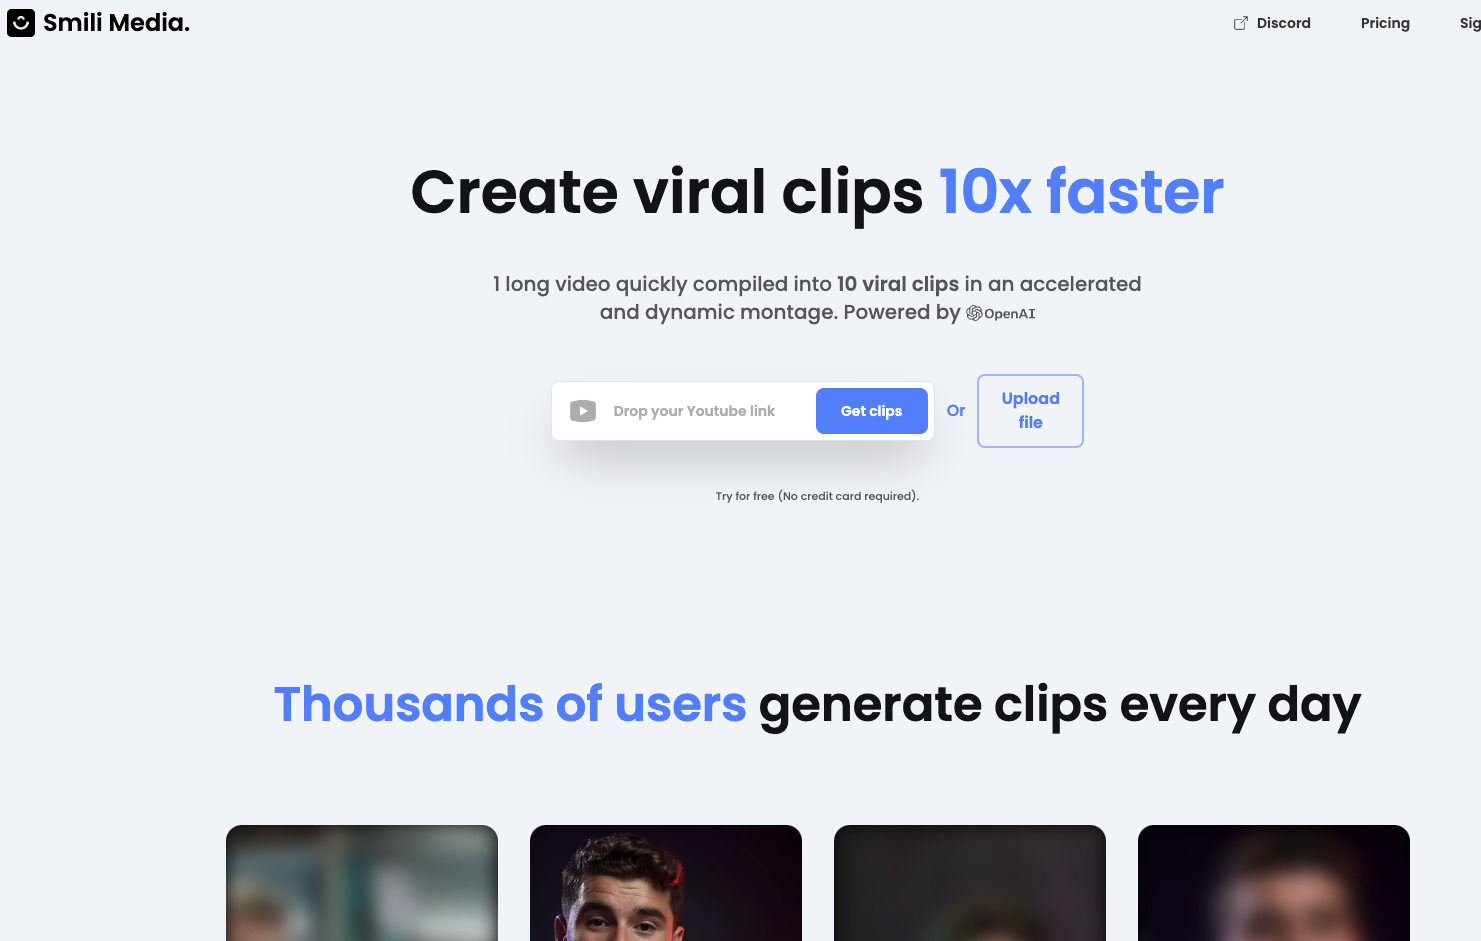 Smili Media.
Discord
Pricing
Sig
Create viral clips 10x faster
1 long video quickly compiled into 10 viral clips in an accelerated
and dynamic montage. Powered by OpenAI
Drop your Youtube link
Get clips
Or
Upload
file
Try for free (No credit card required).
Thousands of users generate clips every day